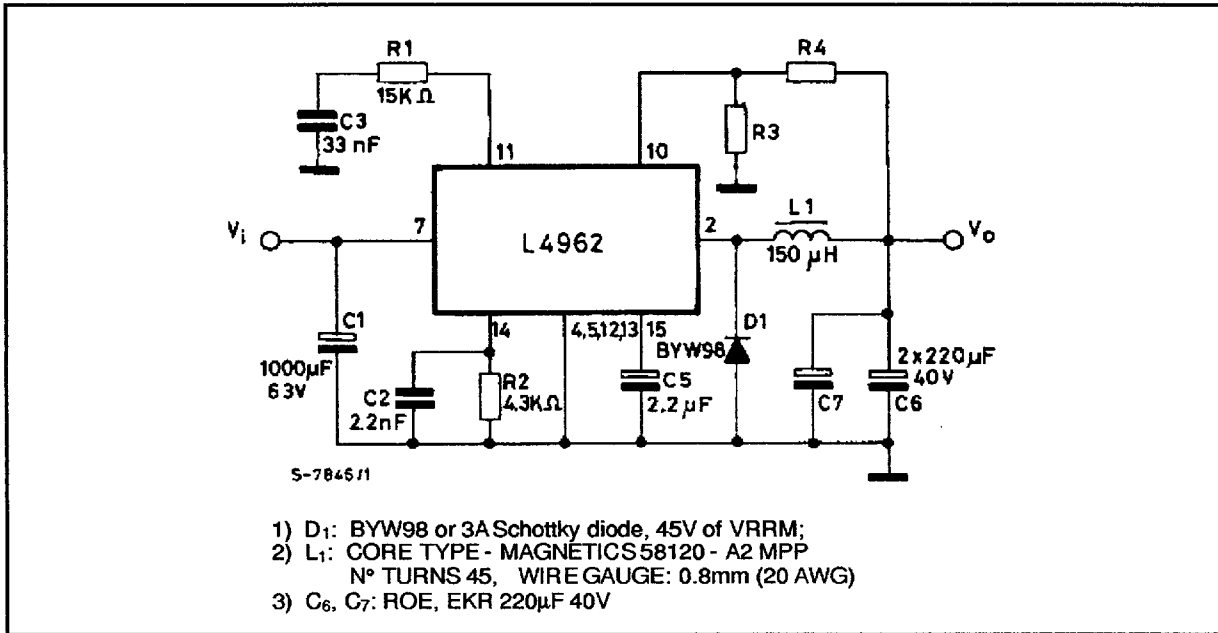 R1
15KΩ
C3
33 nF
11
10
R4
R3
Vi
7
L4962
2
L1
150 µH
Vo
C1
1000µF
63V
14
4,5,12,13
15
C2
2.2nF
R2
4.3KΩ
C5
2.2µF
D1
BYW98
C7
2x220µF
40V
C6
S-7845/1
1) D1: BYW98 or 3A Schottky diode, 45V of VRRM;
2) L1: CORE TYPE - MAGNETICS 58120 - A2 MPP
N° TURNS 45, WIRE GAUGE: 0.8mm (20 AWG)
3) C6, C7: ROE, EKR 220µF 40V